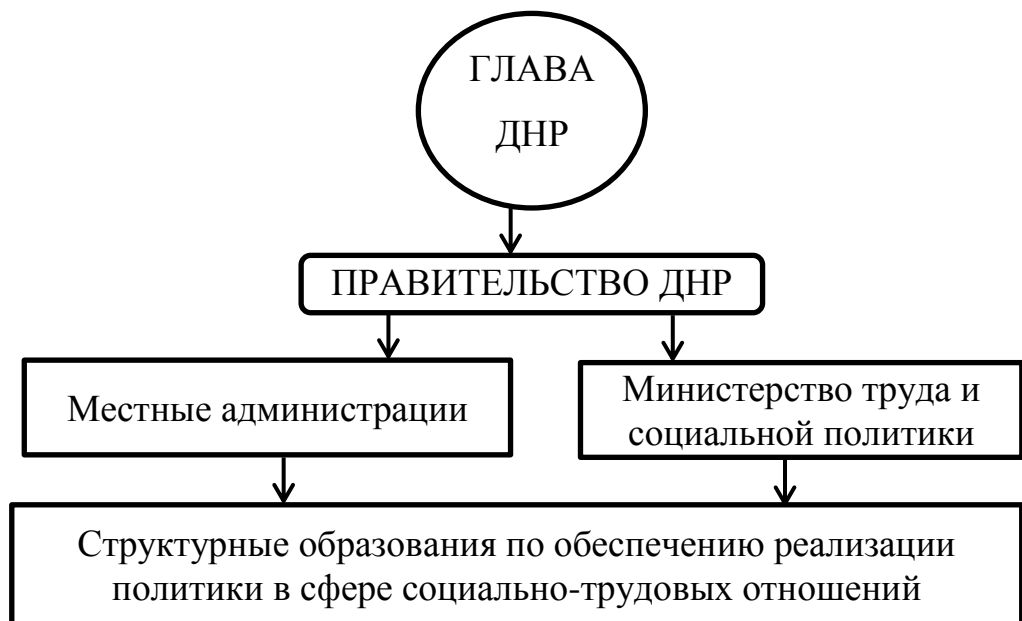 ГЛАВА
ДНР
ПРАВИТЕЛЬСТВО ДНР
Местные администрации
Министерство труда и
социальной политики
Структурные образования по обеспечению реализации
политики в сфере социально-трудовых отношений